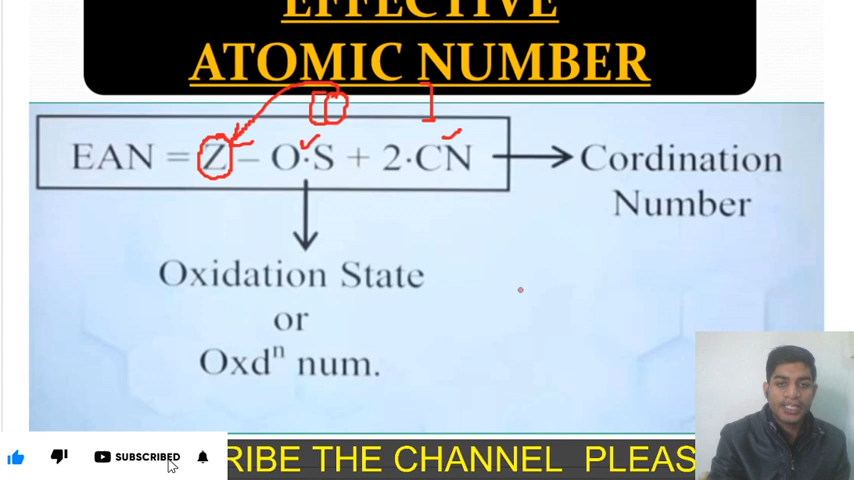 EFFECTIVE
ATOMIC NUMBER
EAN = Z – O·S + 2·CN → Cordination
Number
Oxidation State
or
Oxdⁿ num.
SUBSCRIBED
RIBE THE CHANNEL PLEAS